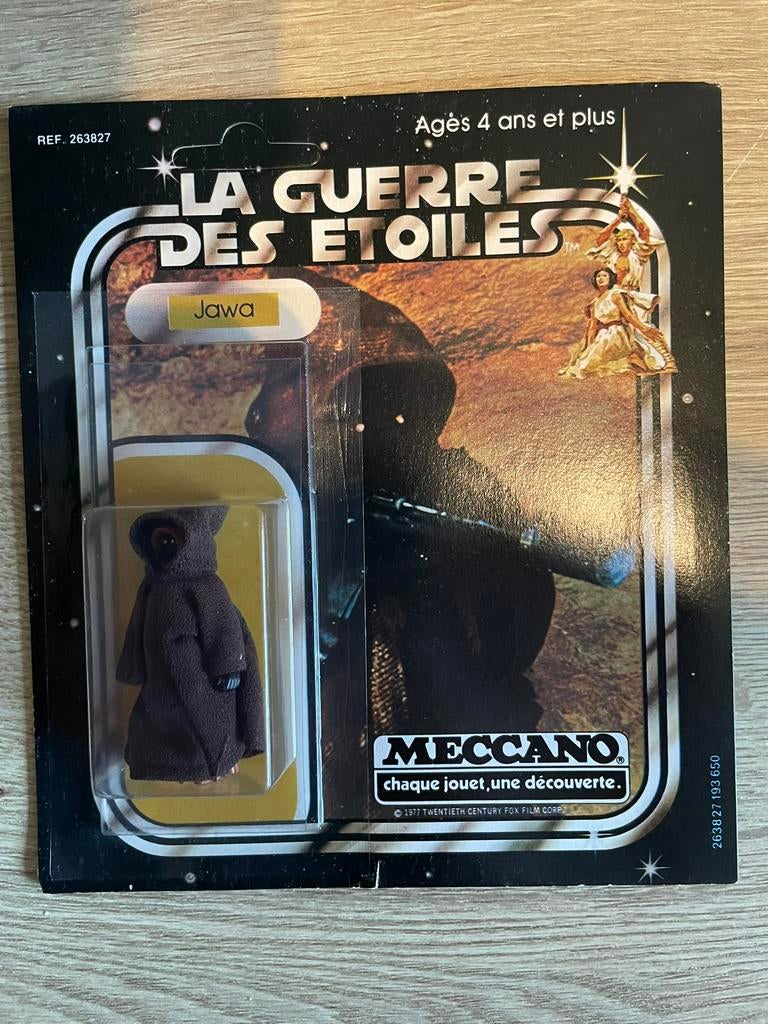 REF. 263827
Agés 4 ans et plus
LA GUERRE
DES ETOILES™
Jawa
MECCANO®
chaque jouet,une découverte.
© 1977 TWENTIETH CENTURY FOX FILM CORP.
263827 193 650